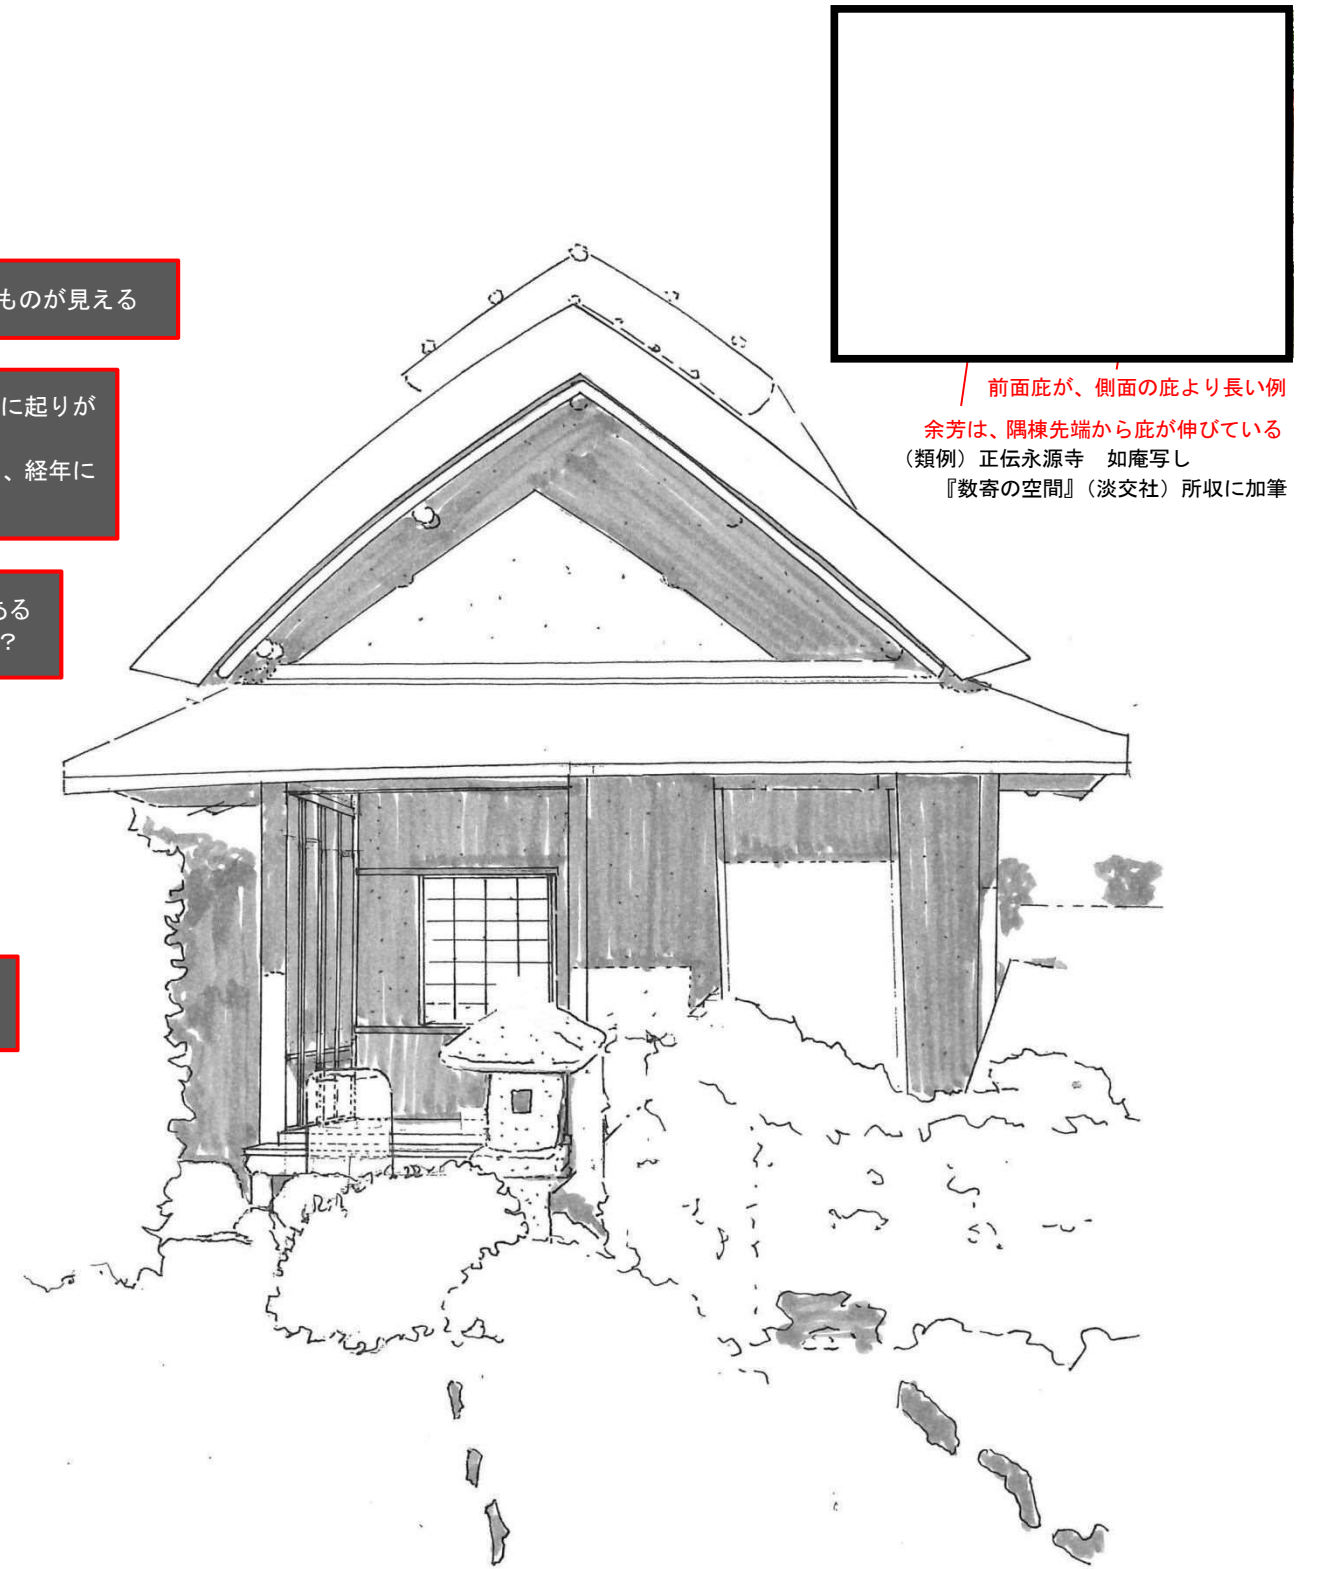 ものが見える
に起りが
、経年に
ある
？
前面庇が、側面の庇より長い例
余芳は、隅棟先端から庇が伸びている
（類例）正伝永源寺　如庵写し
『数寄の空間』（淡交社）所収に加筆